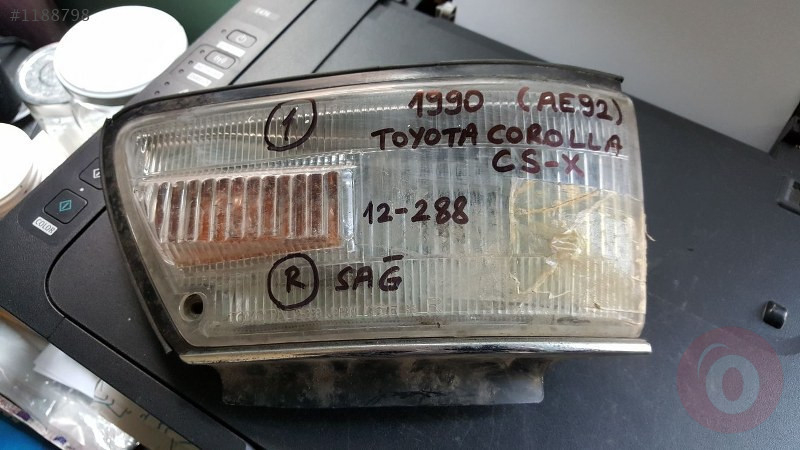 #1188798
1990 (AE92)
1
TOYOTA COROLLA
CS-X
12-288
R SAĞ
COLOR